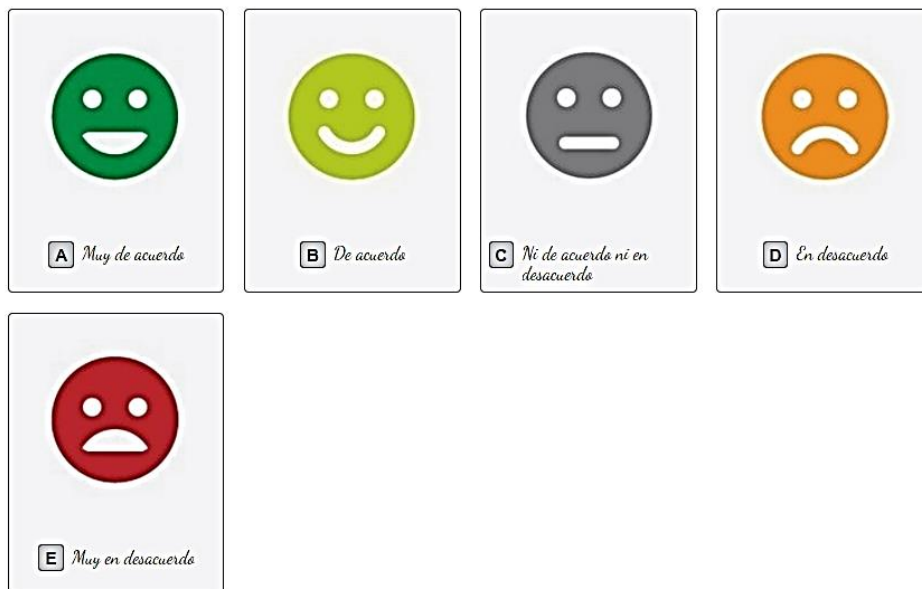 A Muy de acuerdo
B De acuerdo
C Ni de acuerdo ni en
desacuerdo
D En desacuerdo
E Muy en desacuerdo